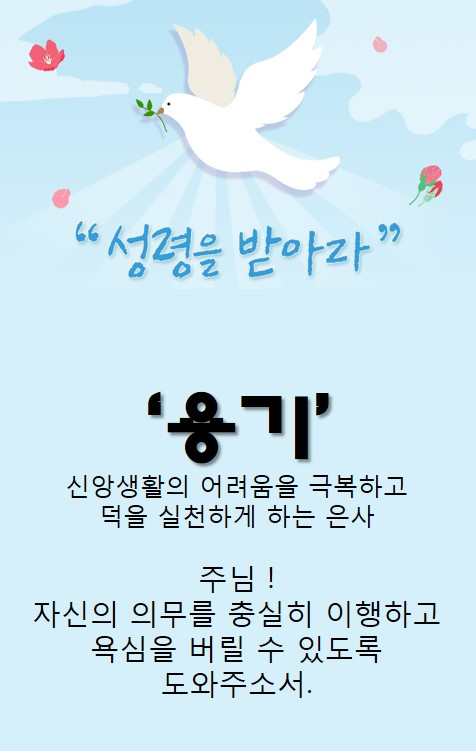 “성령을 받아라”
‘용기’
신앙생활의 어려움을 극복하고
덕을 실천하게 하는 은사
주님 !
자신의 의무를 충실히 이행하고
욕심을 버릴 수 있도록
도와주소서.